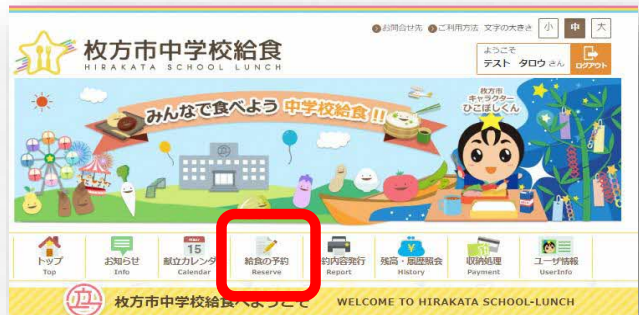 お問合せ先 ご利用方法 文字の大きさ 小 中 大
枚方市中学校給食
HIRAKATA SCHOOL LUNCH
ようこそ
テスト タロウ さん
ログアウト
みんなで食べよう 中学校給食!!
枚方市
キャラクター
ひこぼしくん
トップ
Top
お知らせ
Info
15
献立カレンダ
Calendar
給食の予約
Reserve
約内容発行
Report
残高・履歴照会
History
収納処理
Payment
ユーザ情報
UserInfo
枚方市中学校給食へようこそ WELCOME TO HIRAKATA SCHOOL-LUNCH